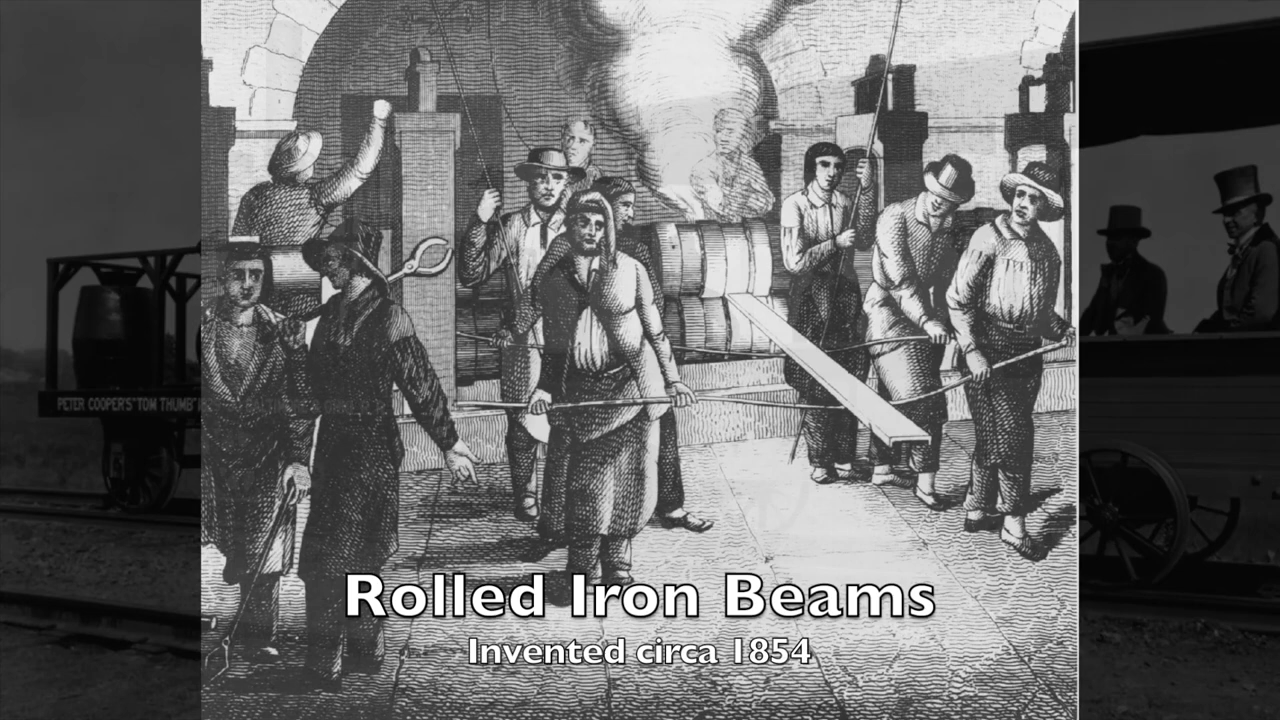 PETER COOPER'S "TOM THUMB"
Rolled Iron Beams
Invented circa 1854